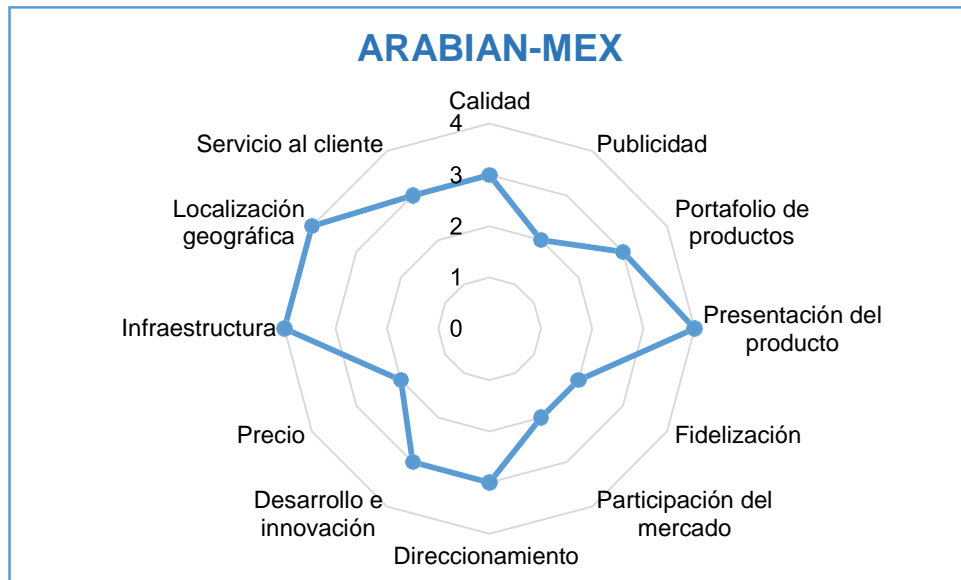 ARABIAN-MEX
Calidad
4
Publicidad
Servicio al cliente
3
Portafolio de
productos
Localización
geográfica
2
1
0
Presentación del
producto
Infraestructura
Fidelización
Precio
Participación del
mercado
Desarrollo e
innovación
Direccionamiento